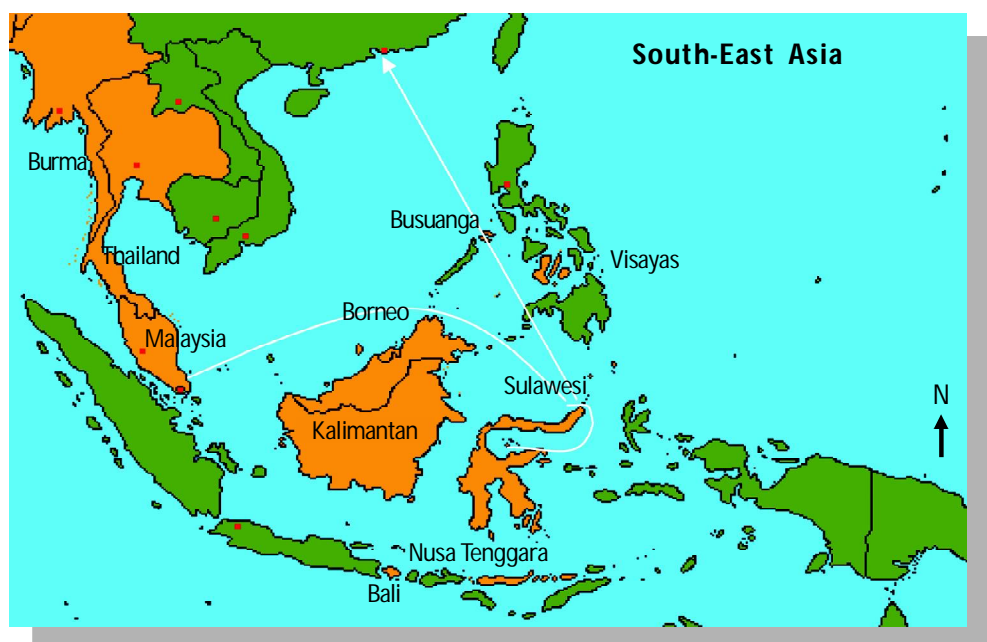 South-East Asia
Burma
Busuanga
Thailand
Visayas
Borneo
Malaysia
Sulawesi
N
Kalimantan
Nusa Tenggara
Bali